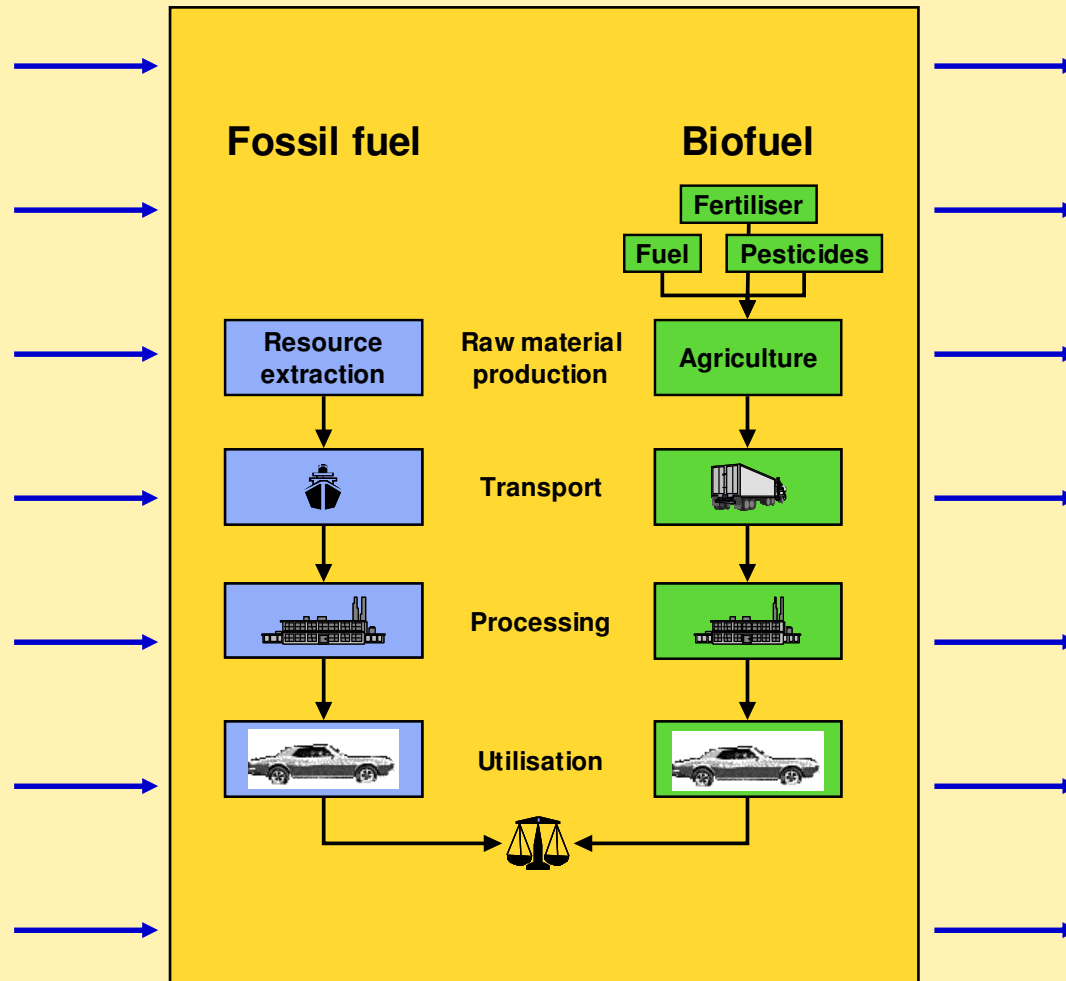 Fossil fuel
Biofuel
Fertiliser
Fuel
Pesticides
Resource
extraction
Raw material
production
Agriculture
Transport
Processing
Utilisation